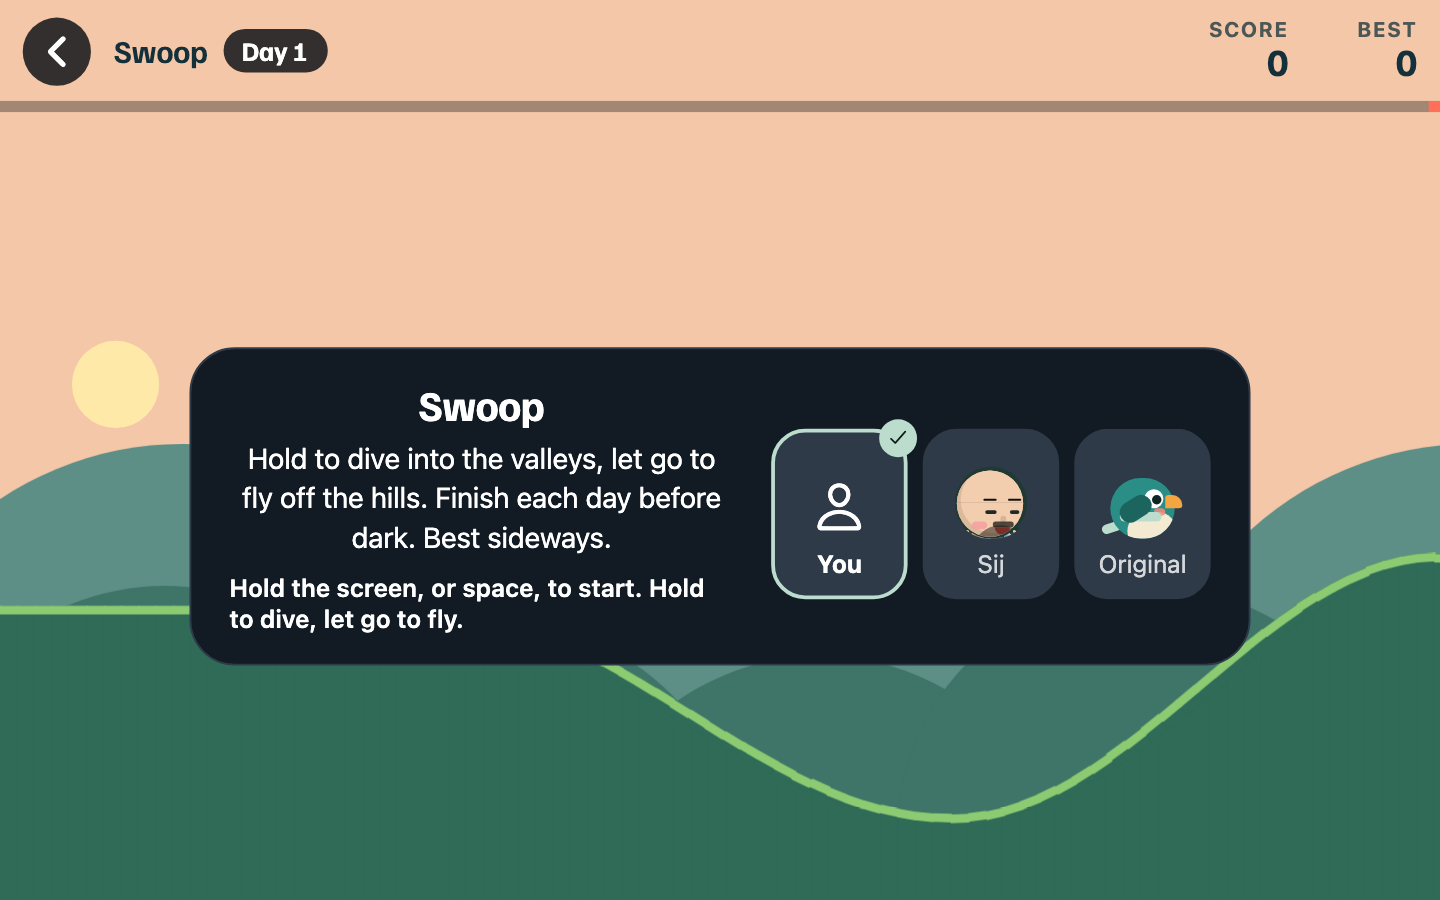 Swoop
Day 1
SCORE
0
BEST
0
Swoop
Hold to dive into the valleys, let go to
fly off the hills. Finish each day before
dark. Best sideways.
Hold the screen, or space, to start. Hold
to dive, let go to fly.
You
Sij
Original